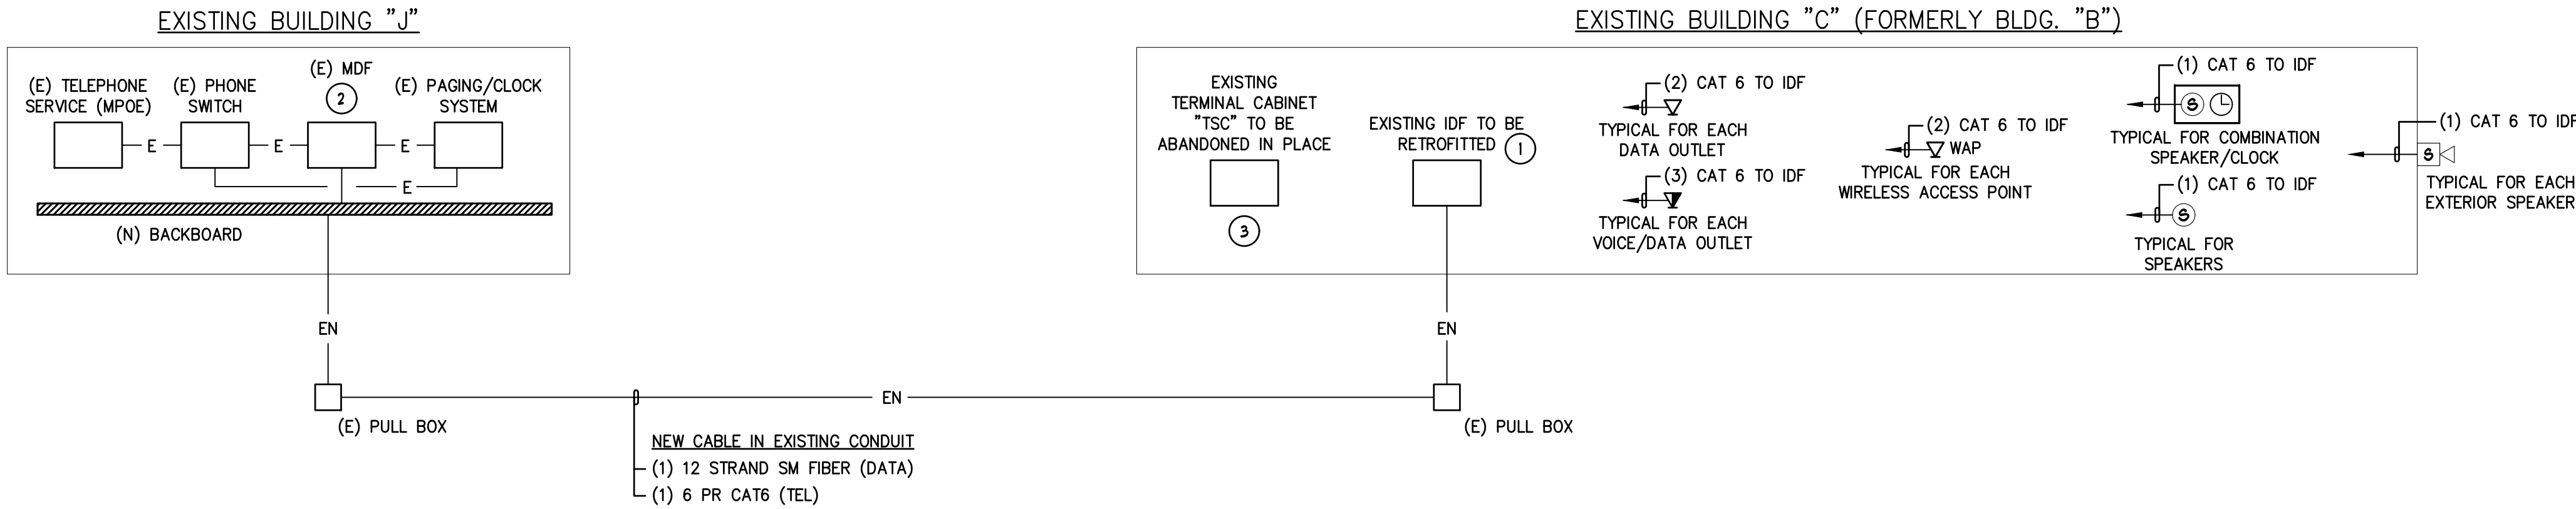 EXISTING BUILDING "J"
(E) TELEPHONE
SERVICE (MPOE)
(E) PHONE
SWITCH
(E) MDF
2
(E) PAGING/CLOCK
SYSTEM
E
E
E
E
(N) BACKBOARD
EN
(E) PULL BOX
EN
NEW CABLE IN EXISTING CONDUIT
(1) 12 STRAND SM FIBER (DATA)
(1) 6 PR CAT6 (TEL)
EXISTING BUILDING "C" (FORMERLY BLDG. "B")
EXISTING
TERMINAL CABINET
"TSC" TO BE
ABANDONED IN PLACE
3
EXISTING IDF TO BE
RETROFITTED
1
EN
(E) PULL BOX
(2) CAT 6 TO IDF
TYPICAL FOR EACH
DATA OUTLET
(3) CAT 6 TO IDF
TYPICAL FOR EACH
VOICE/DATA OUTLET
(2) CAT 6 TO IDF
WAP
TYPICAL FOR EACH
WIRELESS ACCESS POINT
(1) CAT 6 TO IDF
S
TYPICAL FOR COMBINATION
SPEAKER/CLOCK
(1) CAT 6 TO IDF
S
TYPICAL FOR
SPEAKERS
(1) CAT 6 TO IDF
S
TYPICAL FOR EACH
EXTERIOR SPEAKER